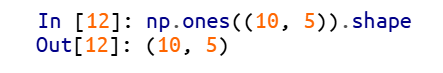 In [12]: np.ones((10, 5)).shape
Out[12]: (10, 5)